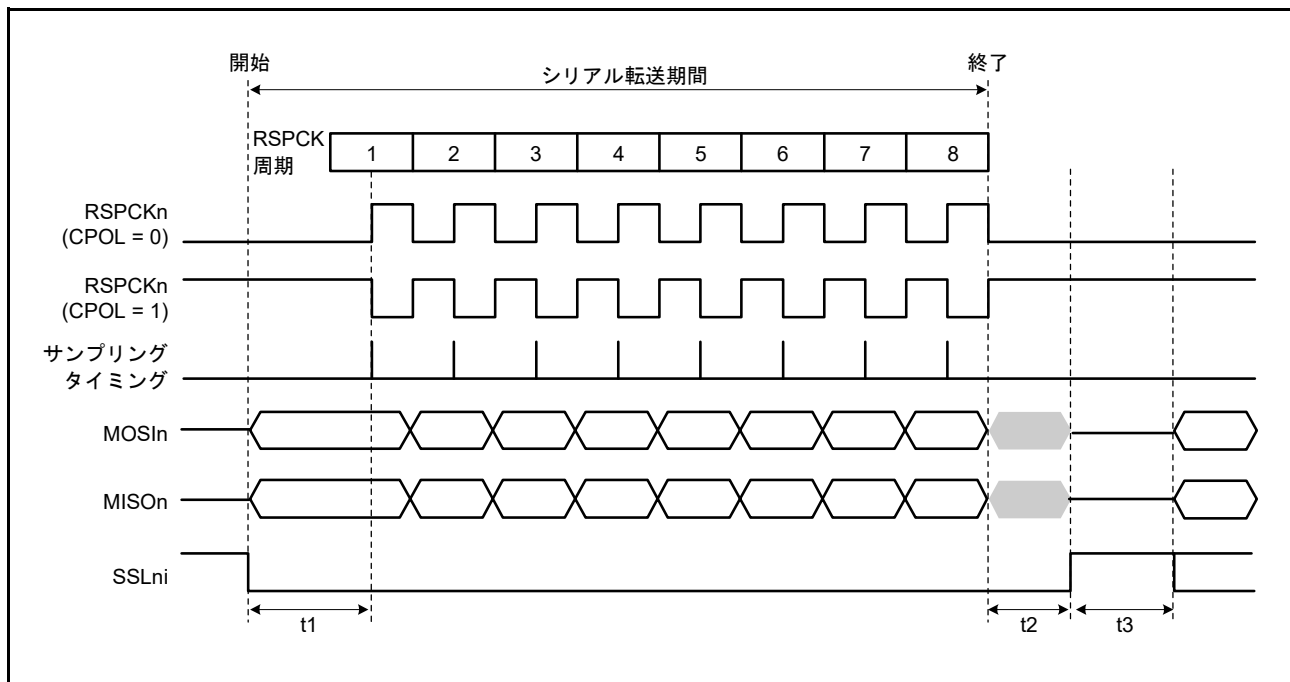 開始
終了
シリアル転送期間
RSPCK
周期
1 2 3 4 5 6 7 8
RSPCKn
(CPOL = 0)
RSPCKn
(CPOL = 1)
サンプリング
タイミング
MOSIn
MISOn
SSLni
t1
t2
t3